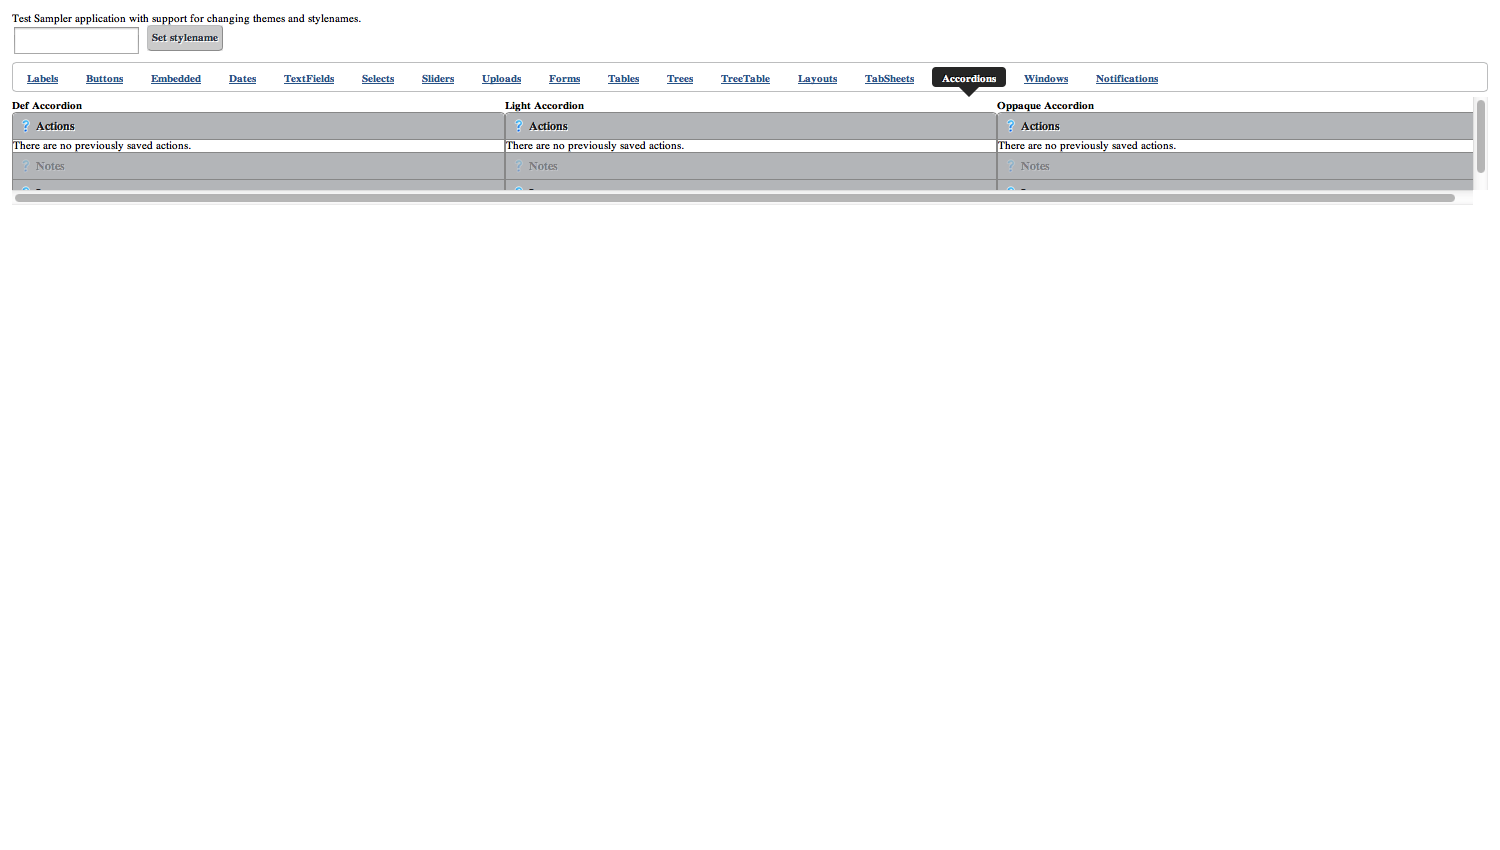 Test Sampler application with support for changing themes and stylenames.
Set stylename
Labels Buttons Embedded Dates TextFields Selects Sliders Uploads Forms Tables Trees TreeTable Layouts TabSheets Accordions Windows Notifications
Def Accordion Light Accordion Oppaque Accordion
Actions Actions Actions
There are no previously saved actions. There are no previously saved actions. There are no previously saved actions.
Notes Notes Notes